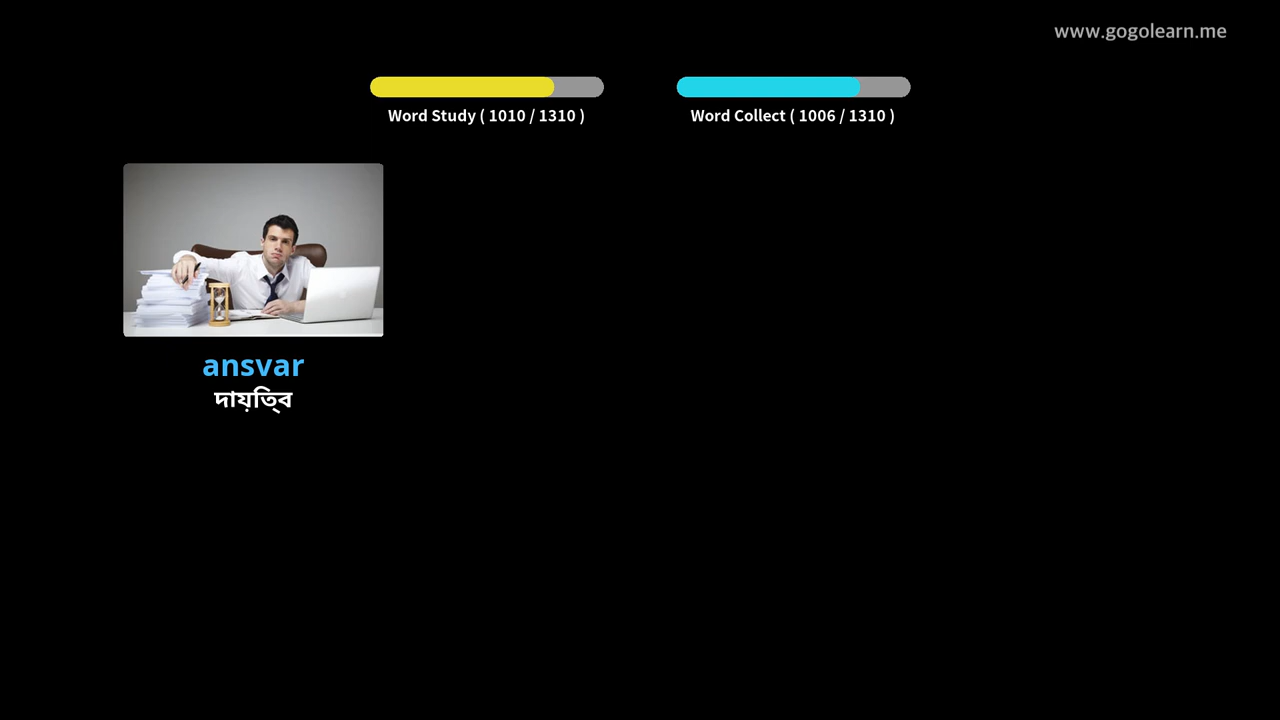 www.gogolearn.me
Word Study ( 1010 / 1310 )
Word Collect ( 1006 / 1310 )
ansvar
দায়ত্বি